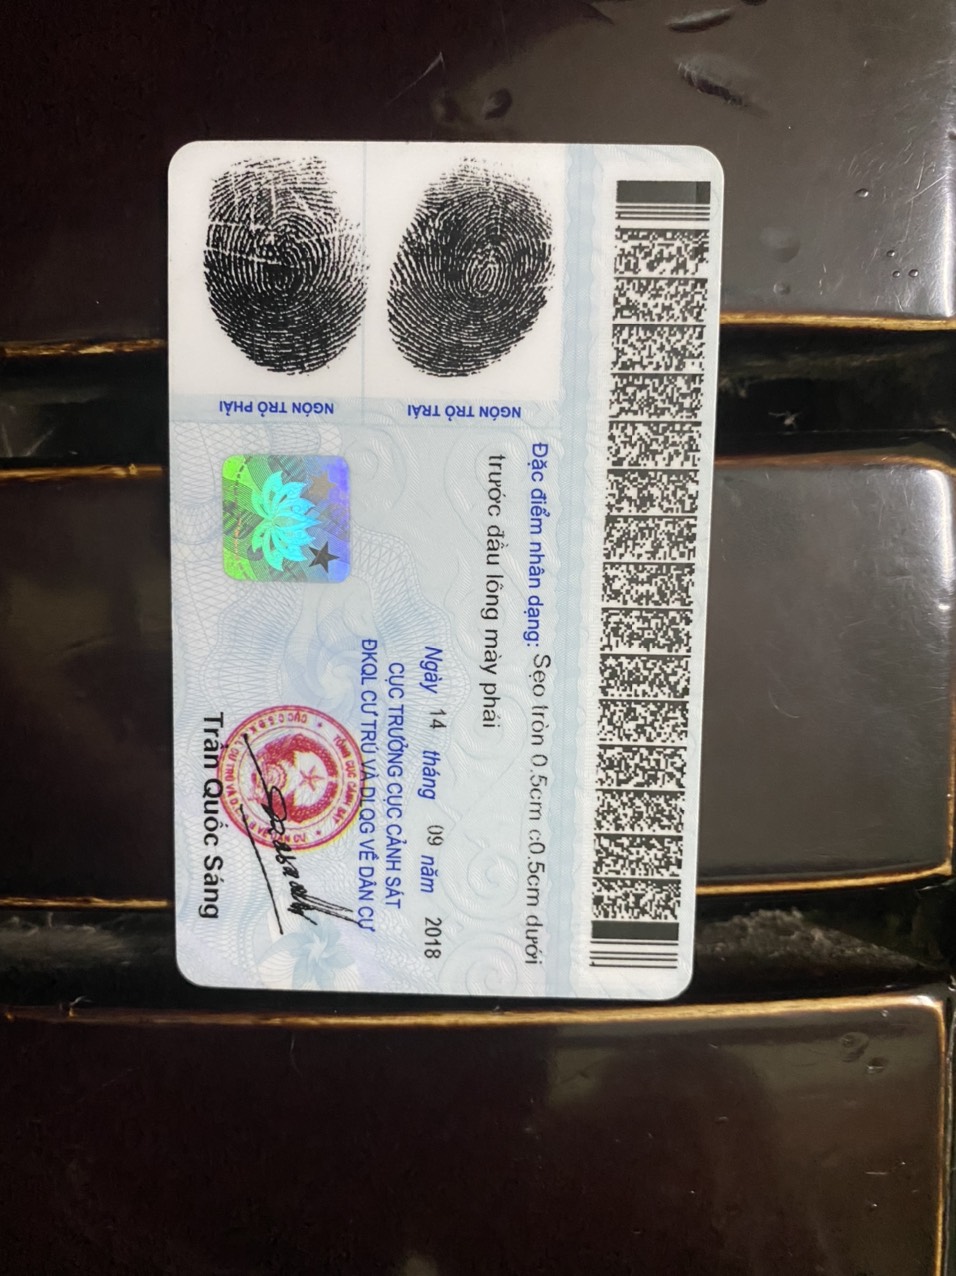 Đặc điểm nhân dạng: Sẹo tròn 0.5cm c0.5cm dưới
trước đầu lông mày phải
NGÓN TRỎ TRÁI
NGÓN TRỎ PHẢI
Ngày 14 tháng 09 năm 2018
CỤC TRƯỞNG CỤC CẢNH SÁT
ĐKQL CƯ TRÚ VÀ DLQG VỀ DÂN CƯ
Trần Quốc Sáng